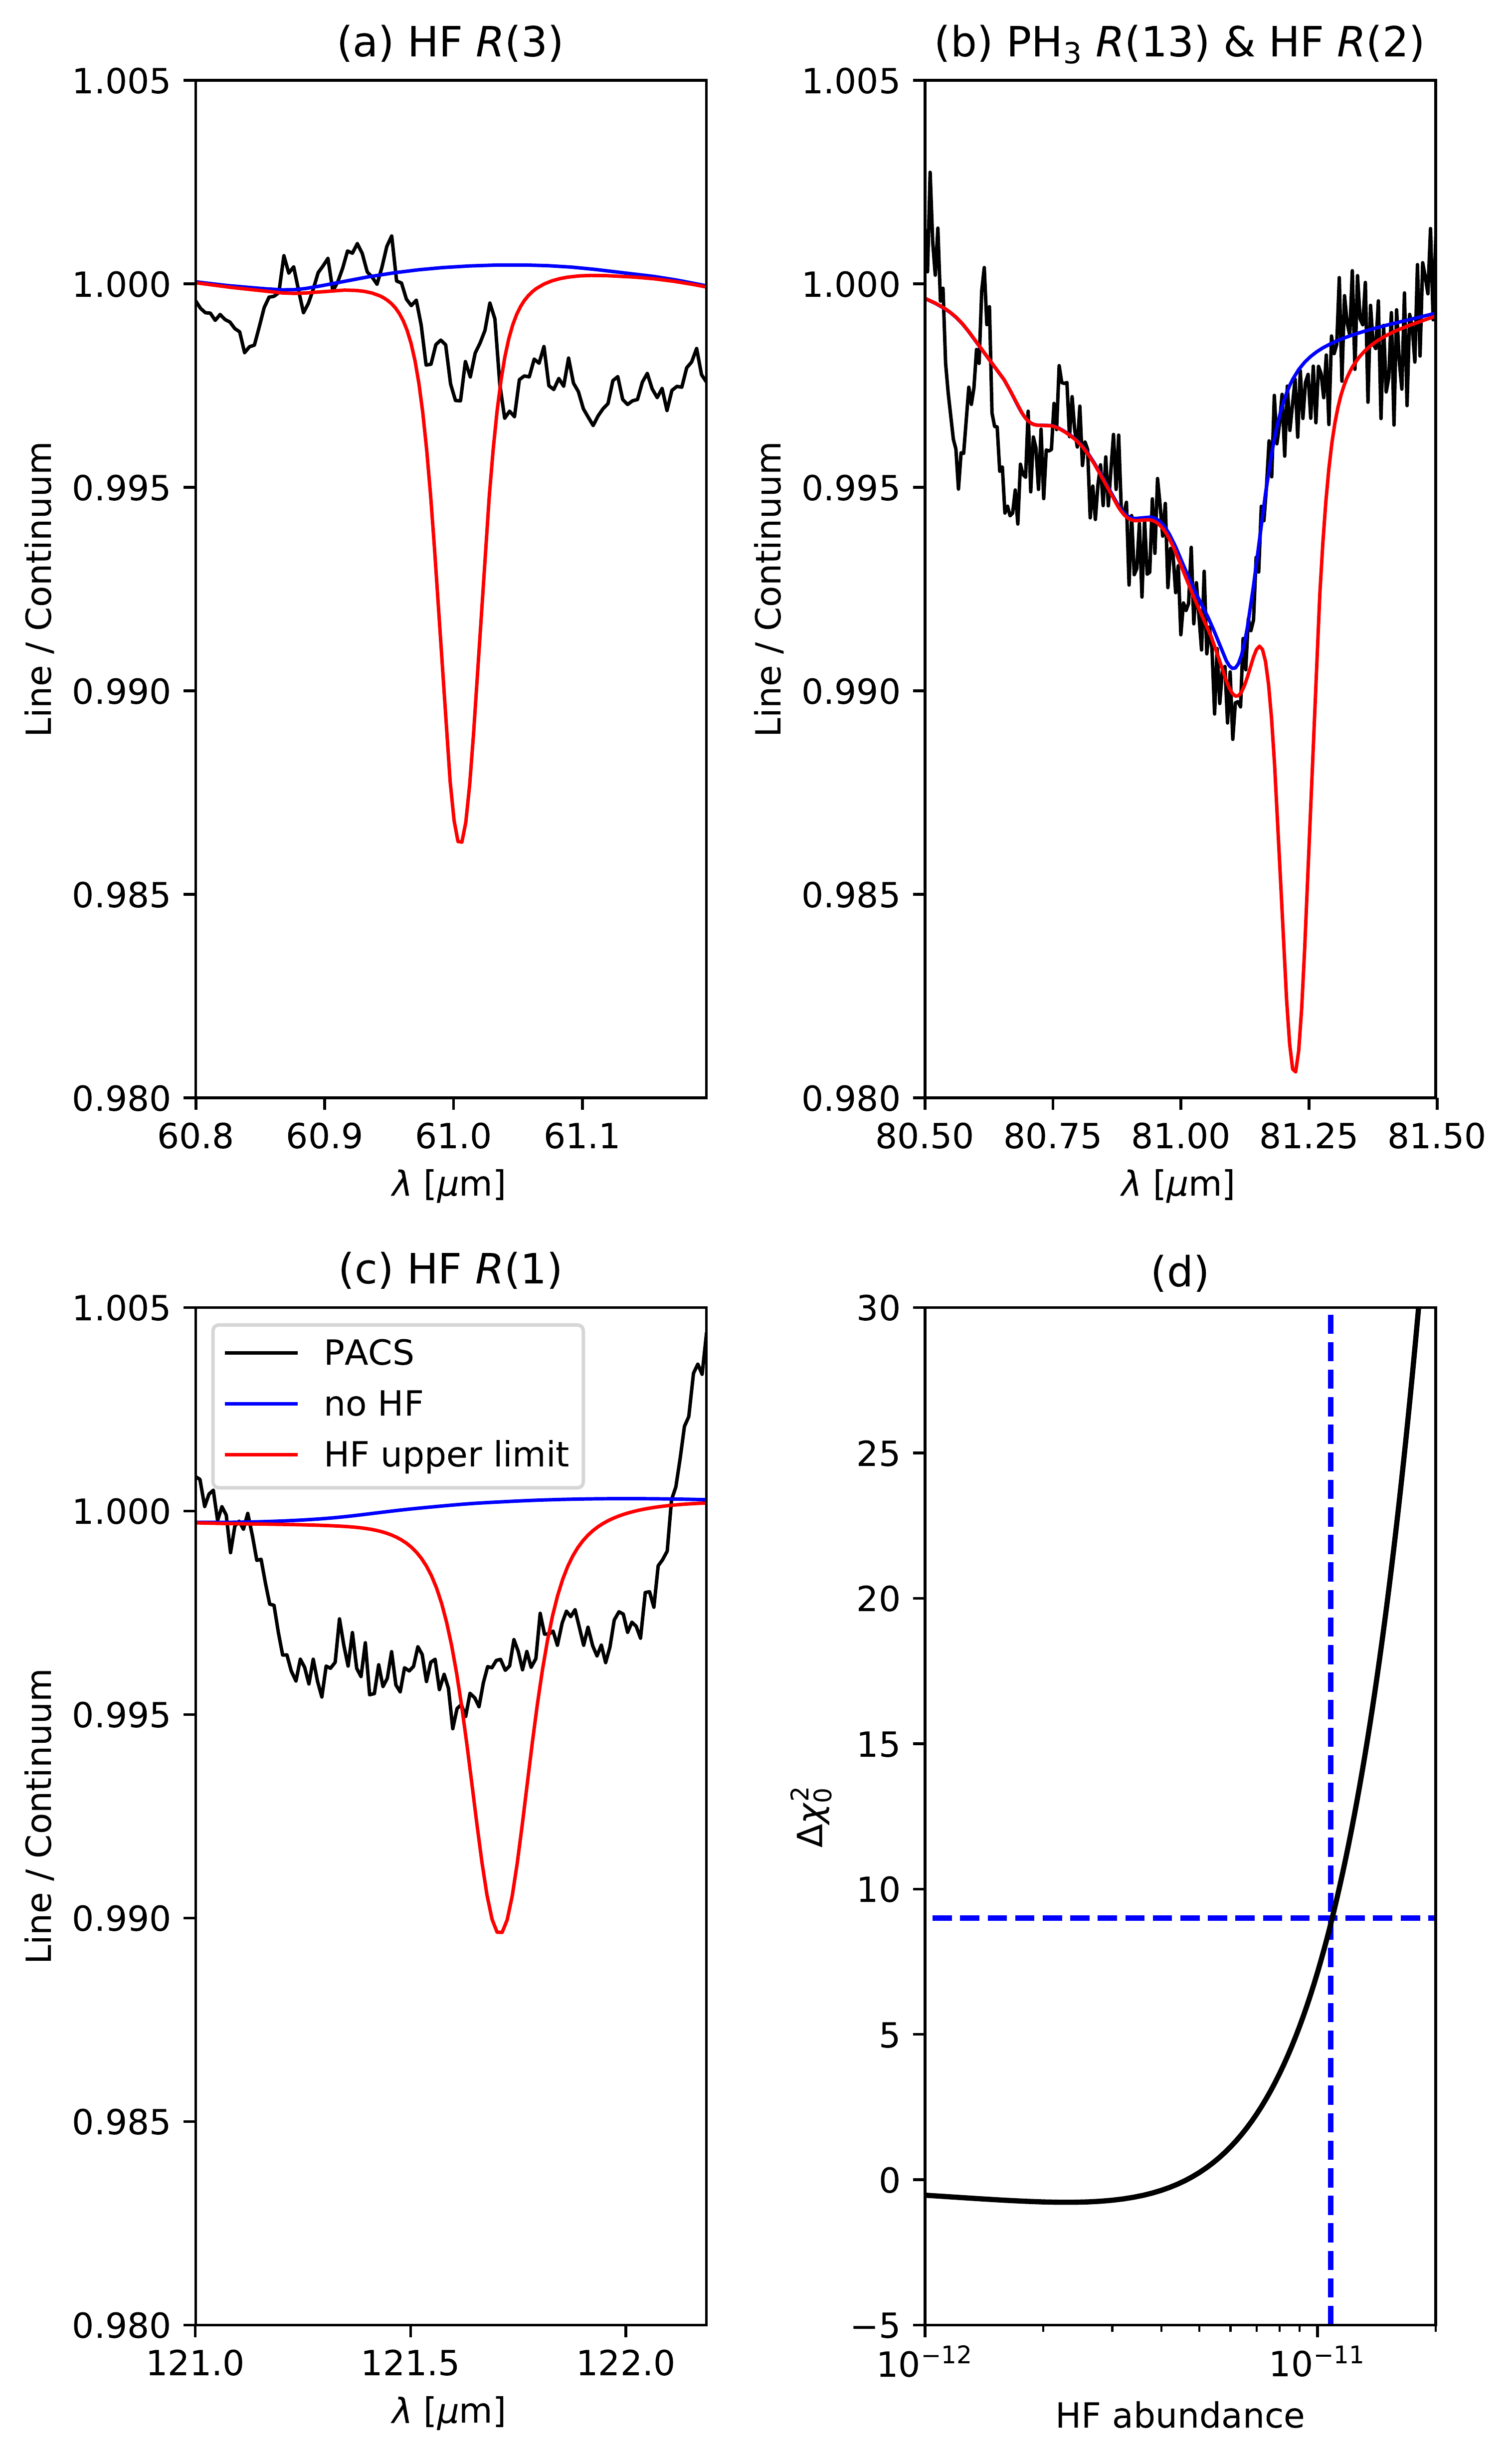 (a) HF R(3)
1.005
1.000
0.995
0.990
0.985
0.980
Line / Continuum
60.8 60.9 61.0 61.1
λ [μm]
(b) PH₃ R(13) & HF R(2)
1.005
1.000
0.995
0.990
0.985
0.980
Line / Continuum
80.50 80.75 81.00 81.25 81.50
λ [μm]
(c) HF R(1)
1.005
1.000
0.995
0.990
0.985
0.980
Line / Continuum
PACS
no HF
HF upper limit
121.0 121.5 122.0
λ [μm]
(d)
30
25
20
15
10
5
0
−5
Δχ²₀
10⁻¹² 10⁻¹¹
HF abundance